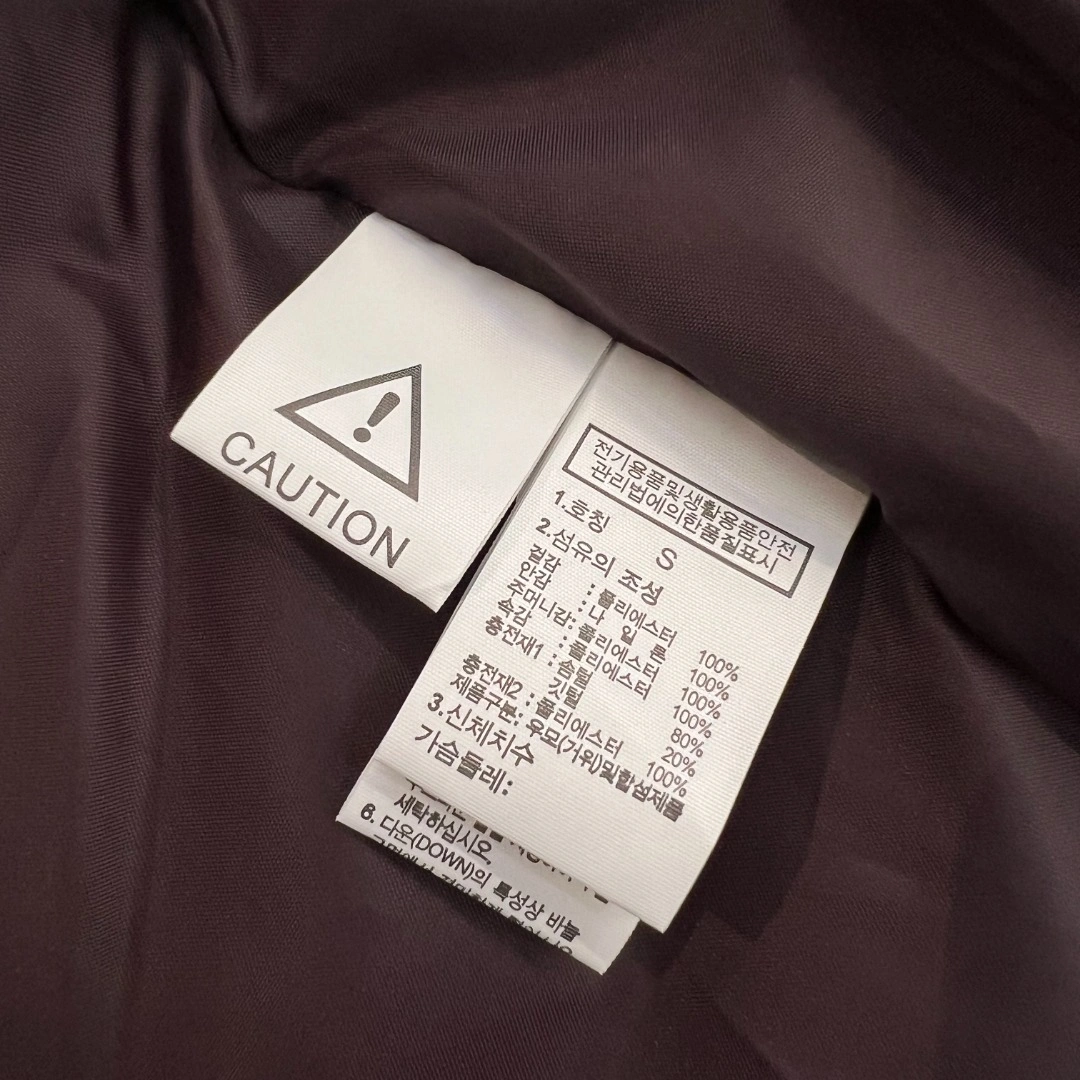 CAUTION
전기용품및생활용품안전
관리법에의한품질표시
1.호칭 S
2.섬유의 조성
겉감 : 폴리에스터 100%
안감 : 나 일 론 100%
주머니감: 폴리에스터 100%
속감 : 폴리에스터 100%
충전재1 : 솜털 80%
깃털 20%
충전재2 : 폴리에스터 100%
제품구분: 우모(거위)및합섬제품
3.신체치수
가슴둘레:
세탁하십시오.
6. 다운(DOWN)의 특성상 바늘